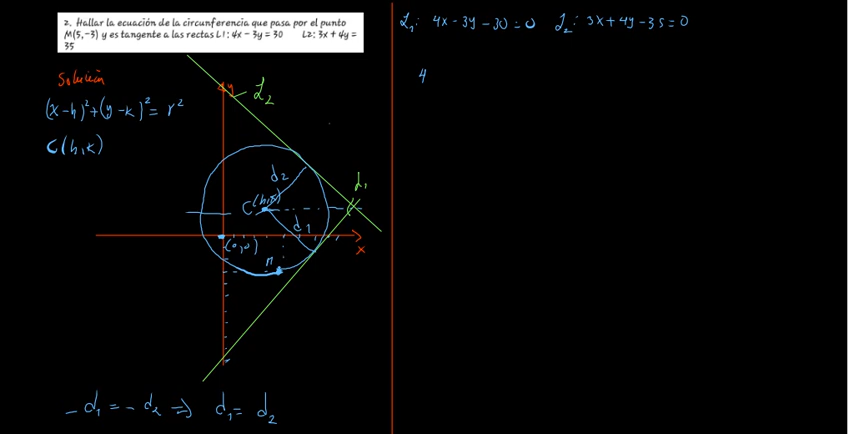 2. Hallar la ecuación de la circunferencia que pasa por el punto
M(5,-3) y es tangente a las rectas L1: 4x - 3y = 30 L2: 3x + 4y =
35
Solución
(x-h)²+(y-k)²= r²
C(h,k)
y
L₂
d2
L₁
C(h,k)
d1
(0,0)
x
M
-d₁ = -d₂ => d₁= d₂
L₁: 4x-3y-30=0 L₂: 3x+4y-35=0
4